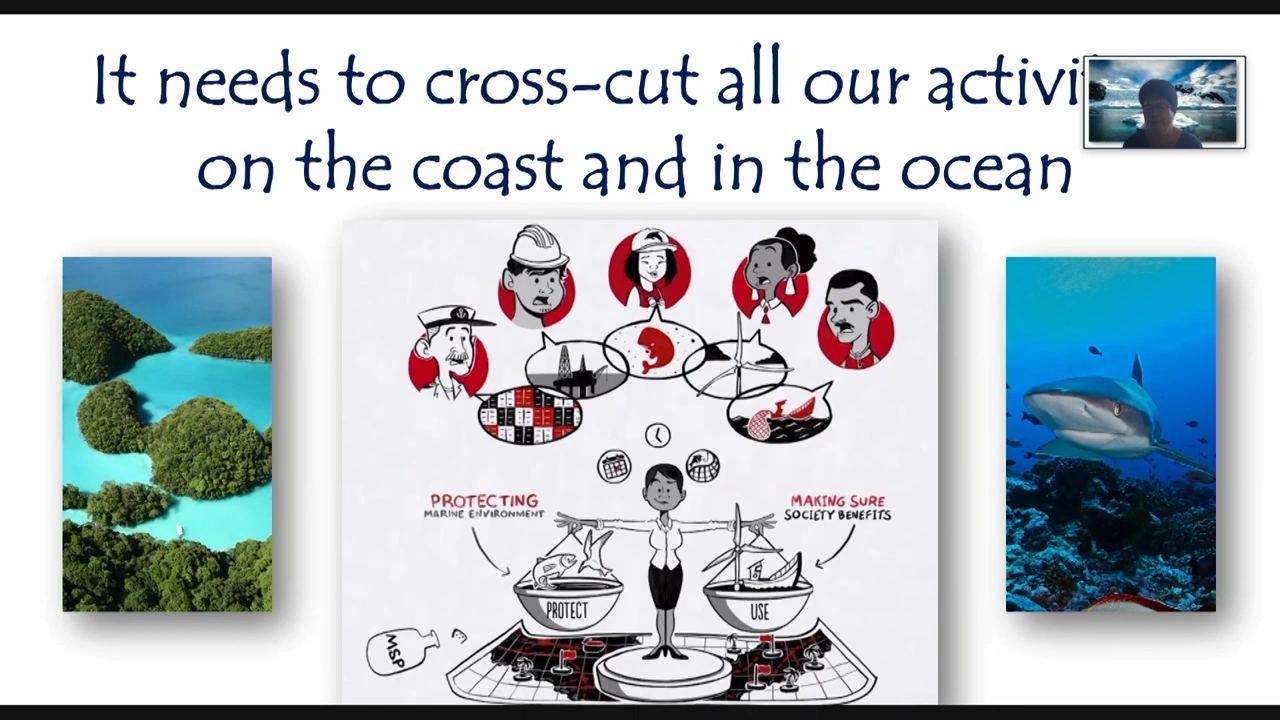 It needs to cross-cut all our
on the coast and in the ocean
PROTECTING
MARINE ENVIRONMENT
MAKING SURE
SOCIETY BENEFITS
PROTECT
USE
MSP